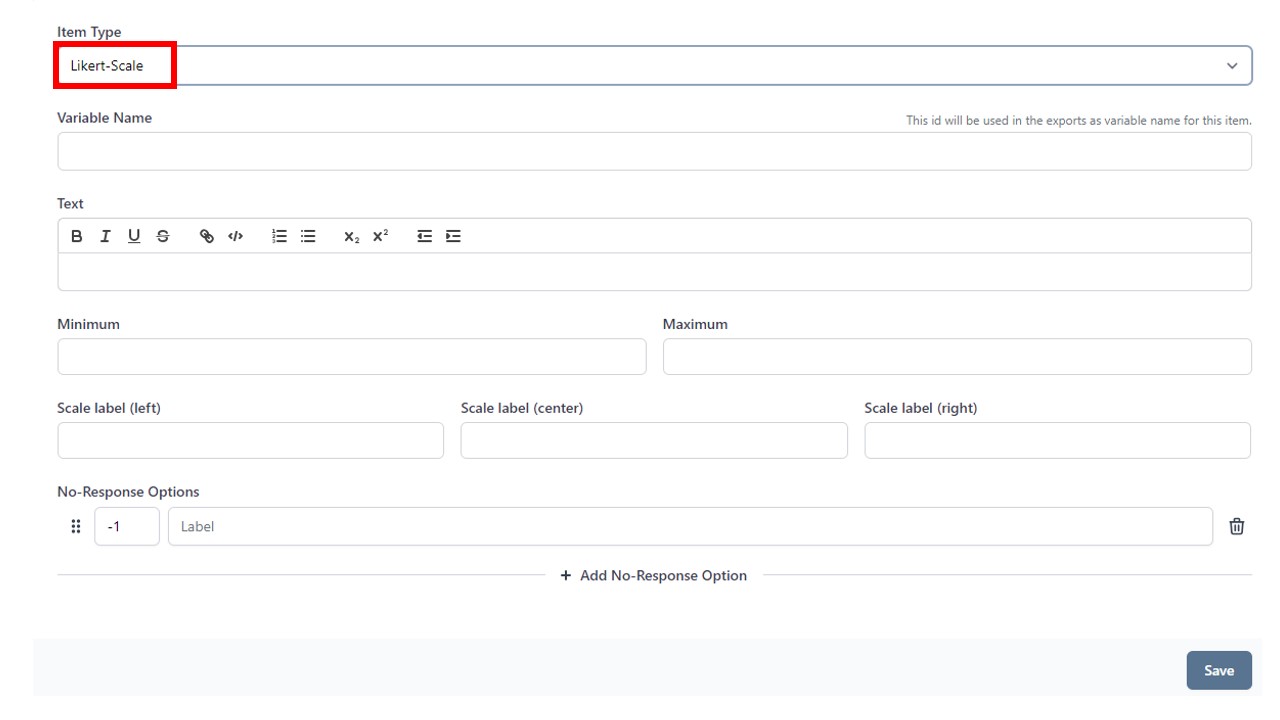 Item Type
Likert-Scale
Variable Name
This id will be used in the exports as variable name for this item.
Text
B I U S </> X₂ X²
Minimum Maximum
Scale label (left) Scale label (center) Scale label (right)
No-Response Options
-1 Label
+ Add No-Response Option
Save